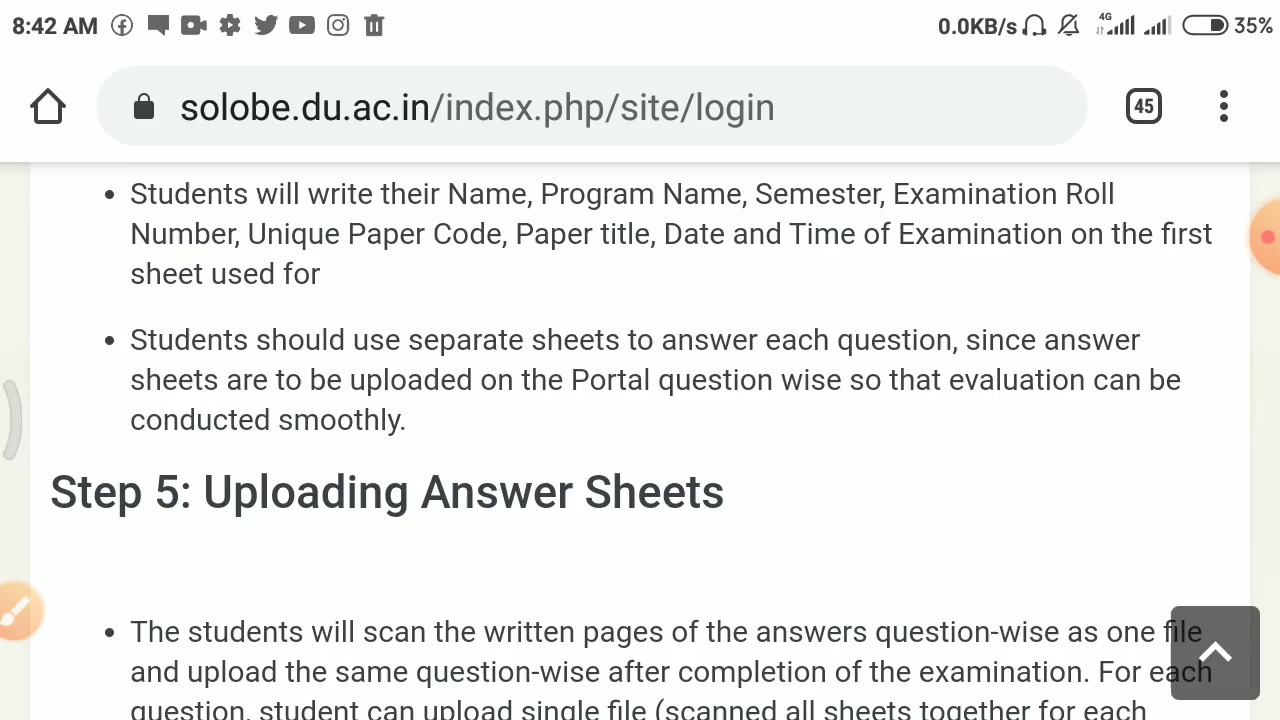 8:42 AM 0.0KB/s 4G 35%
solobe.du.ac.in/index.php/site/login 45
• Students will write their Name, Program Name, Semester, Examination Roll
Number, Unique Paper Code, Paper title, Date and Time of Examination on the first
sheet used for
• Students should use separate sheets to answer each question, since answer
sheets are to be uploaded on the Portal question wise so that evaluation can be
conducted smoothly.
Step 5: Uploading Answer Sheets
• The students will scan the written pages of the answers question-wise as one file
and upload the same question-wise after completion of the examination. For each
question, student can upload single file (scanned all sheets together for each